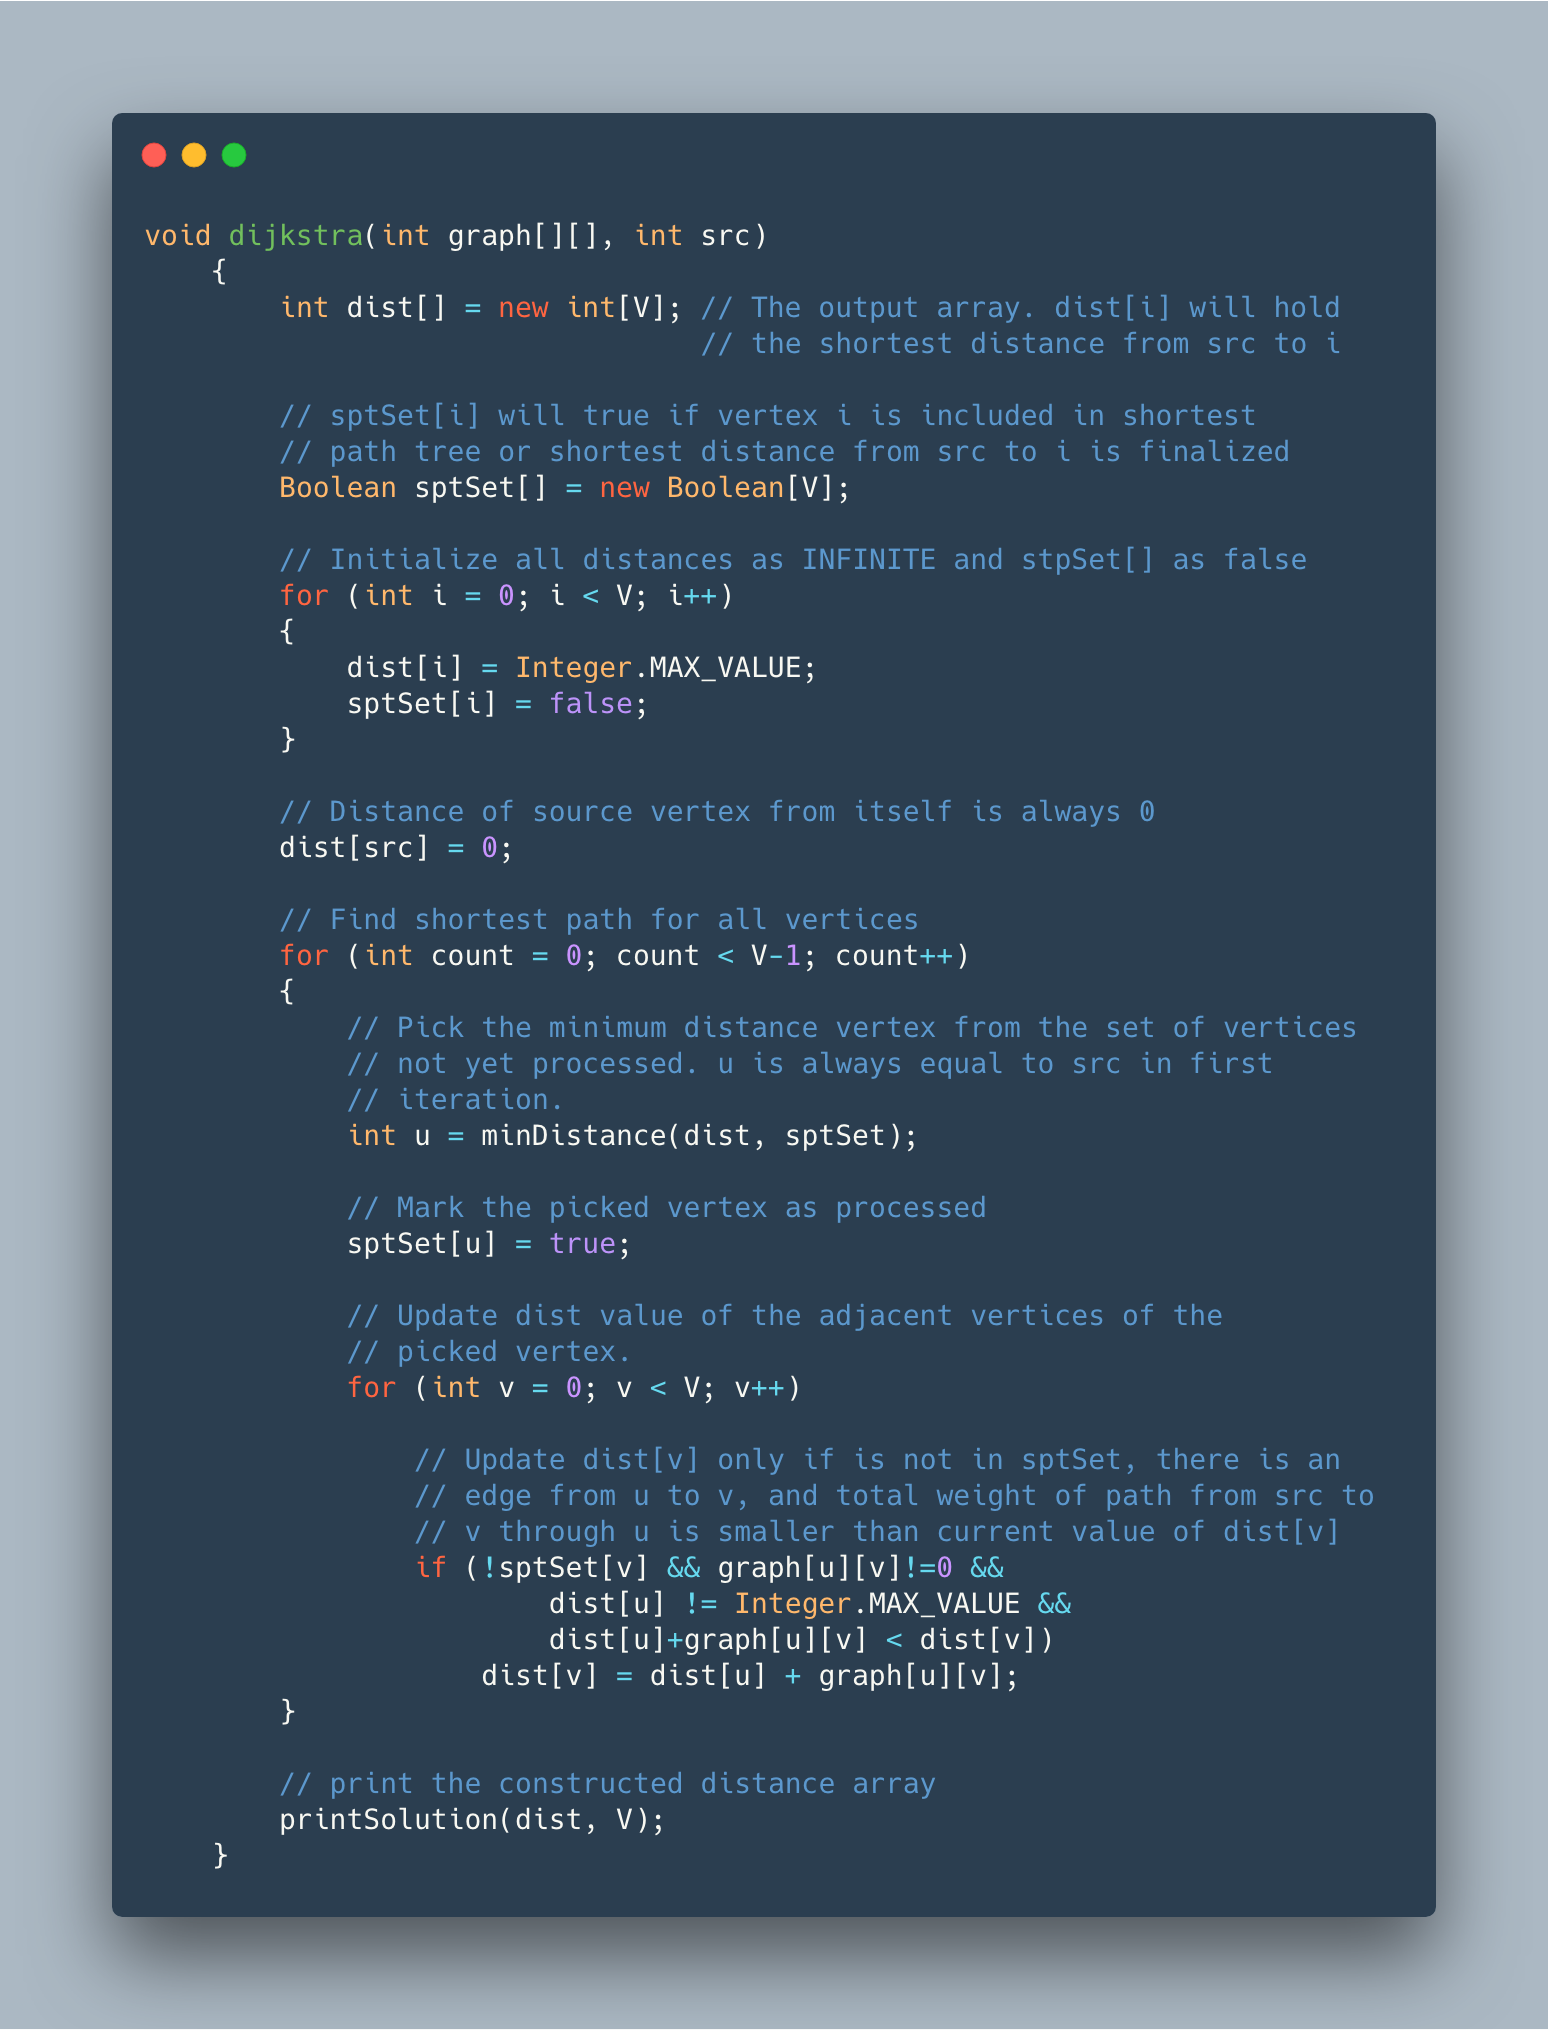 void dijkstra(int graph[][], int src)
    {
        int dist[] = new int[V]; // The output array. dist[i] will hold
                                 // the shortest distance from src to i

        // sptSet[i] will true if vertex i is included in shortest
        // path tree or shortest distance from src to i is finalized
        Boolean sptSet[] = new Boolean[V];

        // Initialize all distances as INFINITE and stpSet[] as false
        for (int i = 0; i < V; i++)
        {
            dist[i] = Integer.MAX_VALUE;
            sptSet[i] = false;
        }

        // Distance of source vertex from itself is always 0
        dist[src] = 0;

        // Find shortest path for all vertices
        for (int count = 0; count < V-1; count++)
        {
            // Pick the minimum distance vertex from the set of vertices
            // not yet processed. u is always equal to src in first
            // iteration.
            int u = minDistance(dist, sptSet);

            // Mark the picked vertex as processed
            sptSet[u] = true;

            // Update dist value of the adjacent vertices of the
            // picked vertex.
            for (int v = 0; v < V; v++)

                // Update dist[v] only if is not in sptSet, there is an
                // edge from u to v, and total weight of path from src to
                // v through u is smaller than current value of dist[v]
                if (!sptSet[v] && graph[u][v]!=0 &&
                        dist[u] != Integer.MAX_VALUE &&
                        dist[u]+graph[u][v] < dist[v])
                    dist[v] = dist[u] + graph[u][v];
        }

        // print the constructed distance array
        printSolution(dist, V);
    }